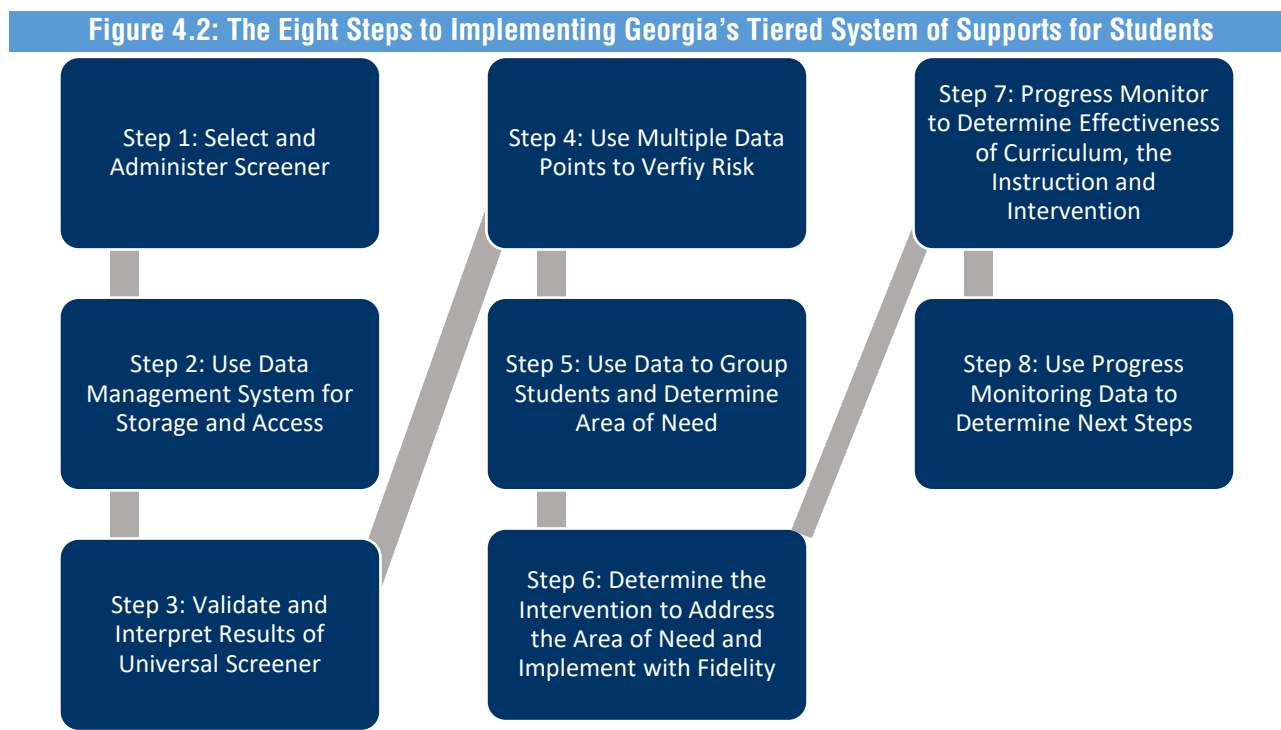 Figure 4.2: The Eight Steps to Implementing Georgia's Tiered System of Supports for Students
Step 1: Select and
Administer Screener
Step 2: Use Data
Management System for
Storage and Access
Step 3: Validate and
Interpret Results of
Universal Screener
Step 4: Use Multiple Data
Points to Verfiy Risk
Step 5: Use Data to Group
Students and Determine
Area of Need
Step 6: Determine the
Intervention to Address
the Area of Need and
Implement with Fidelity
Step 7: Progress Monitor
to Determine Effectiveness
of Curriculum, the
Instruction and
Intervention
Step 8: Use Progress
Monitoring Data to
Determine Next Steps